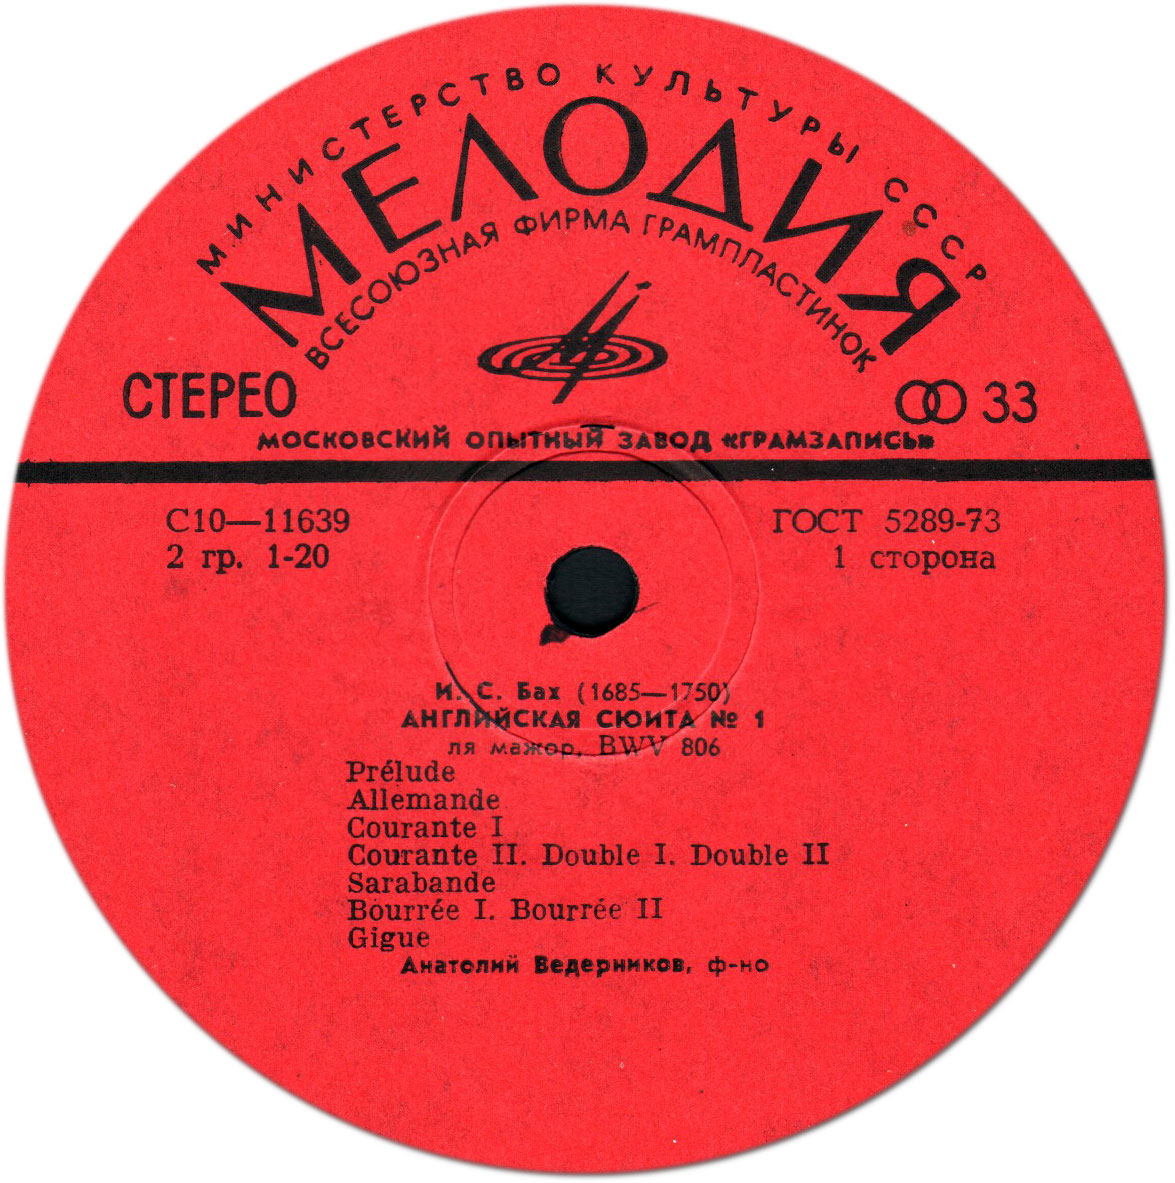 МИНИСТЕРСТВО КУЛЬТУРЫ СССР
МЕЛОДИЯ
ВСЕСОЮЗНАЯ ФИРМА ГРАМПЛАСТИНОК
СТЕРЕО
33
МОСКОВСКИЙ ОПЫТНЫЙ ЗАВОД «ГРАМЗАПИСЬ»
С10—11639
ГОСТ 5289-73
2 гр. 1-20
1 сторона
И. С. Бах (1685—1750)
АНГЛИЙСКАЯ СЮИТА № 1
ля мажор, BWV 806
Prélude
Allemande
Courante I
Courante II. Double I. Double II
Sarabande
Bourrée I. Bourrée II
Gigue
Анатолий Ведерников, ф-но